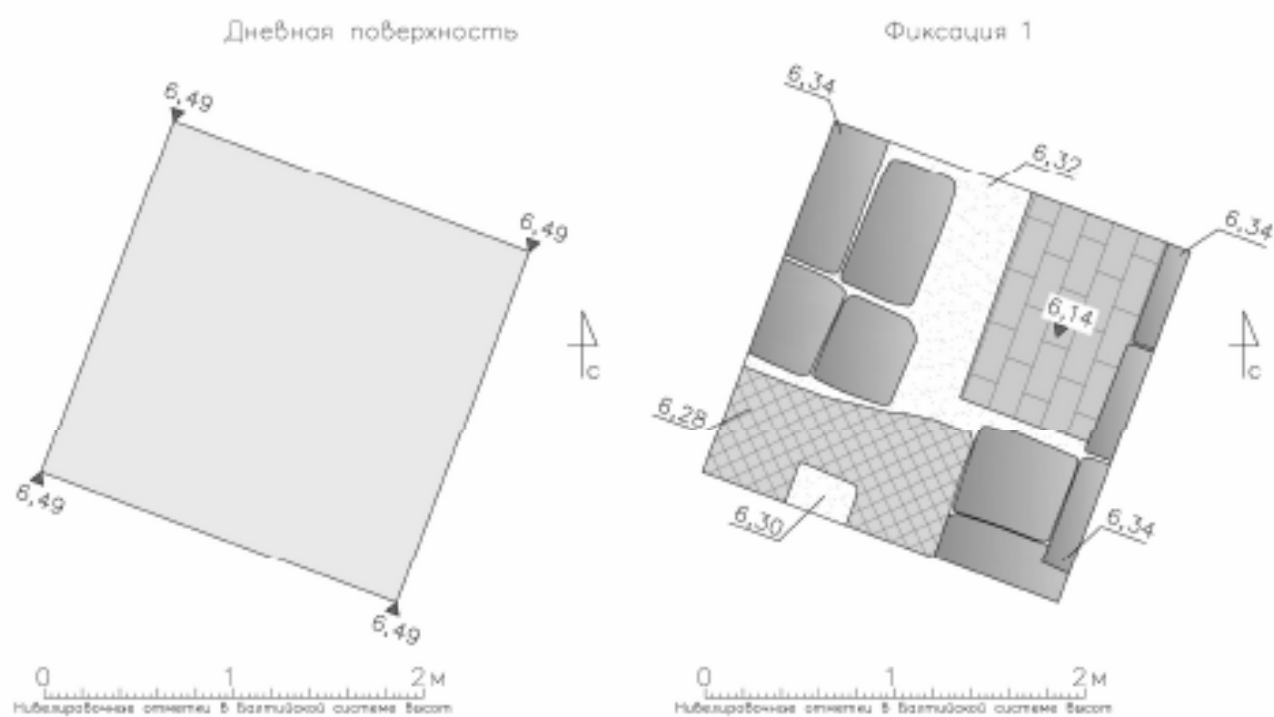 Дневная поверхность
6,49
6,49
6,49
6,49
С
0 1 2 м
Нивелировочные отметки в Балтийской системе высот
Фиксация 1
6,34
6,32
6,34
6,14
С
6,28
6,30
6,34
0 1 2 м
Нивелировочные отметки в Балтийской системе высот